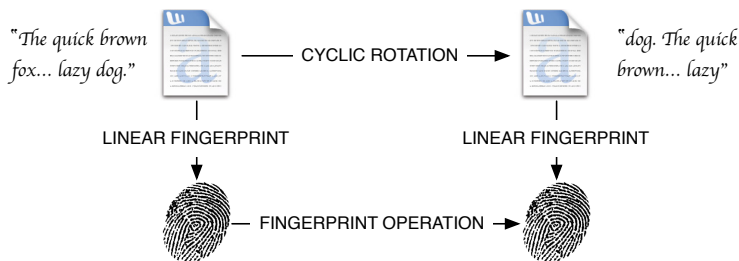 "The quick brown
fox... lazy dog."
CYCLIC ROTATION
"dog. The quick
brown... lazy"
LINEAR FINGERPRINT
LINEAR FINGERPRINT
FINGERPRINT OPERATION